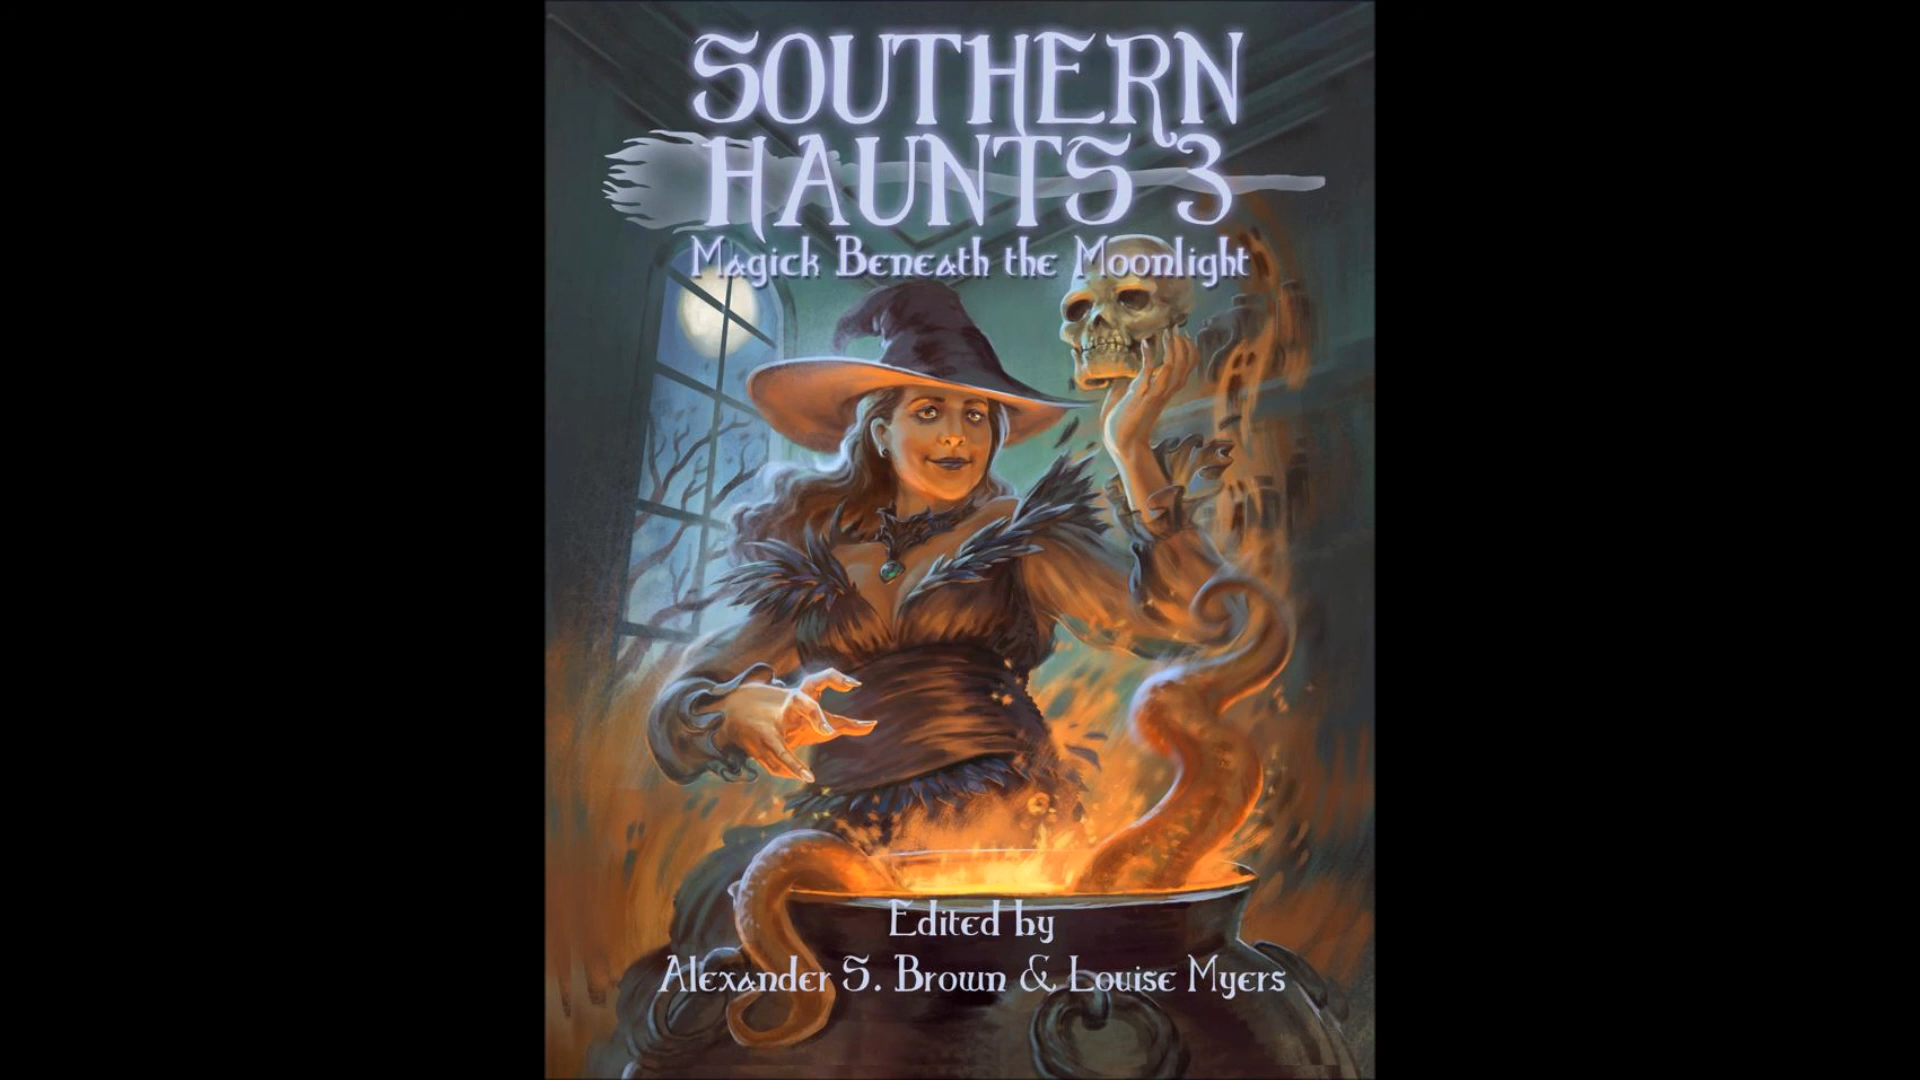 SOUTHERN
HAUNTS 3
Magick Beneath the Moonlight
Edited by
Alexander S. Brown & Louise Myers